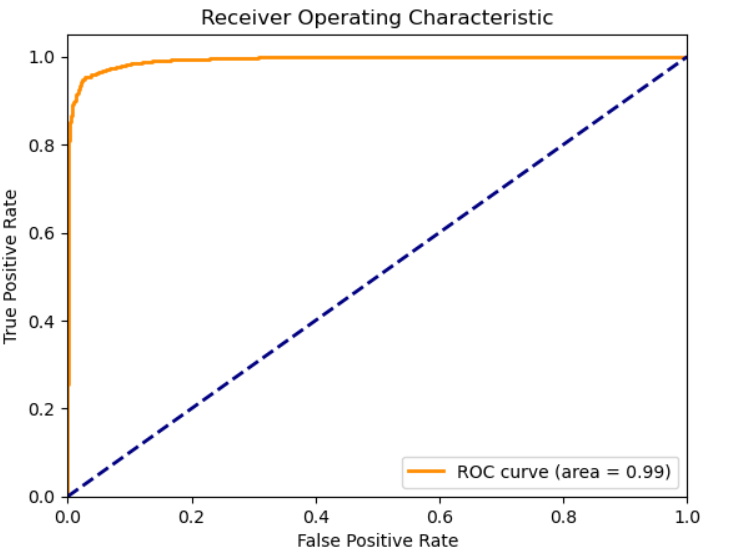 Receiver Operating Characteristic
1.0
0.8
0.6
0.4
0.2
0.0
True Positive Rate
ROC curve (area = 0.99)
0.0 0.2 0.4 0.6 0.8 1.0
False Positive Rate